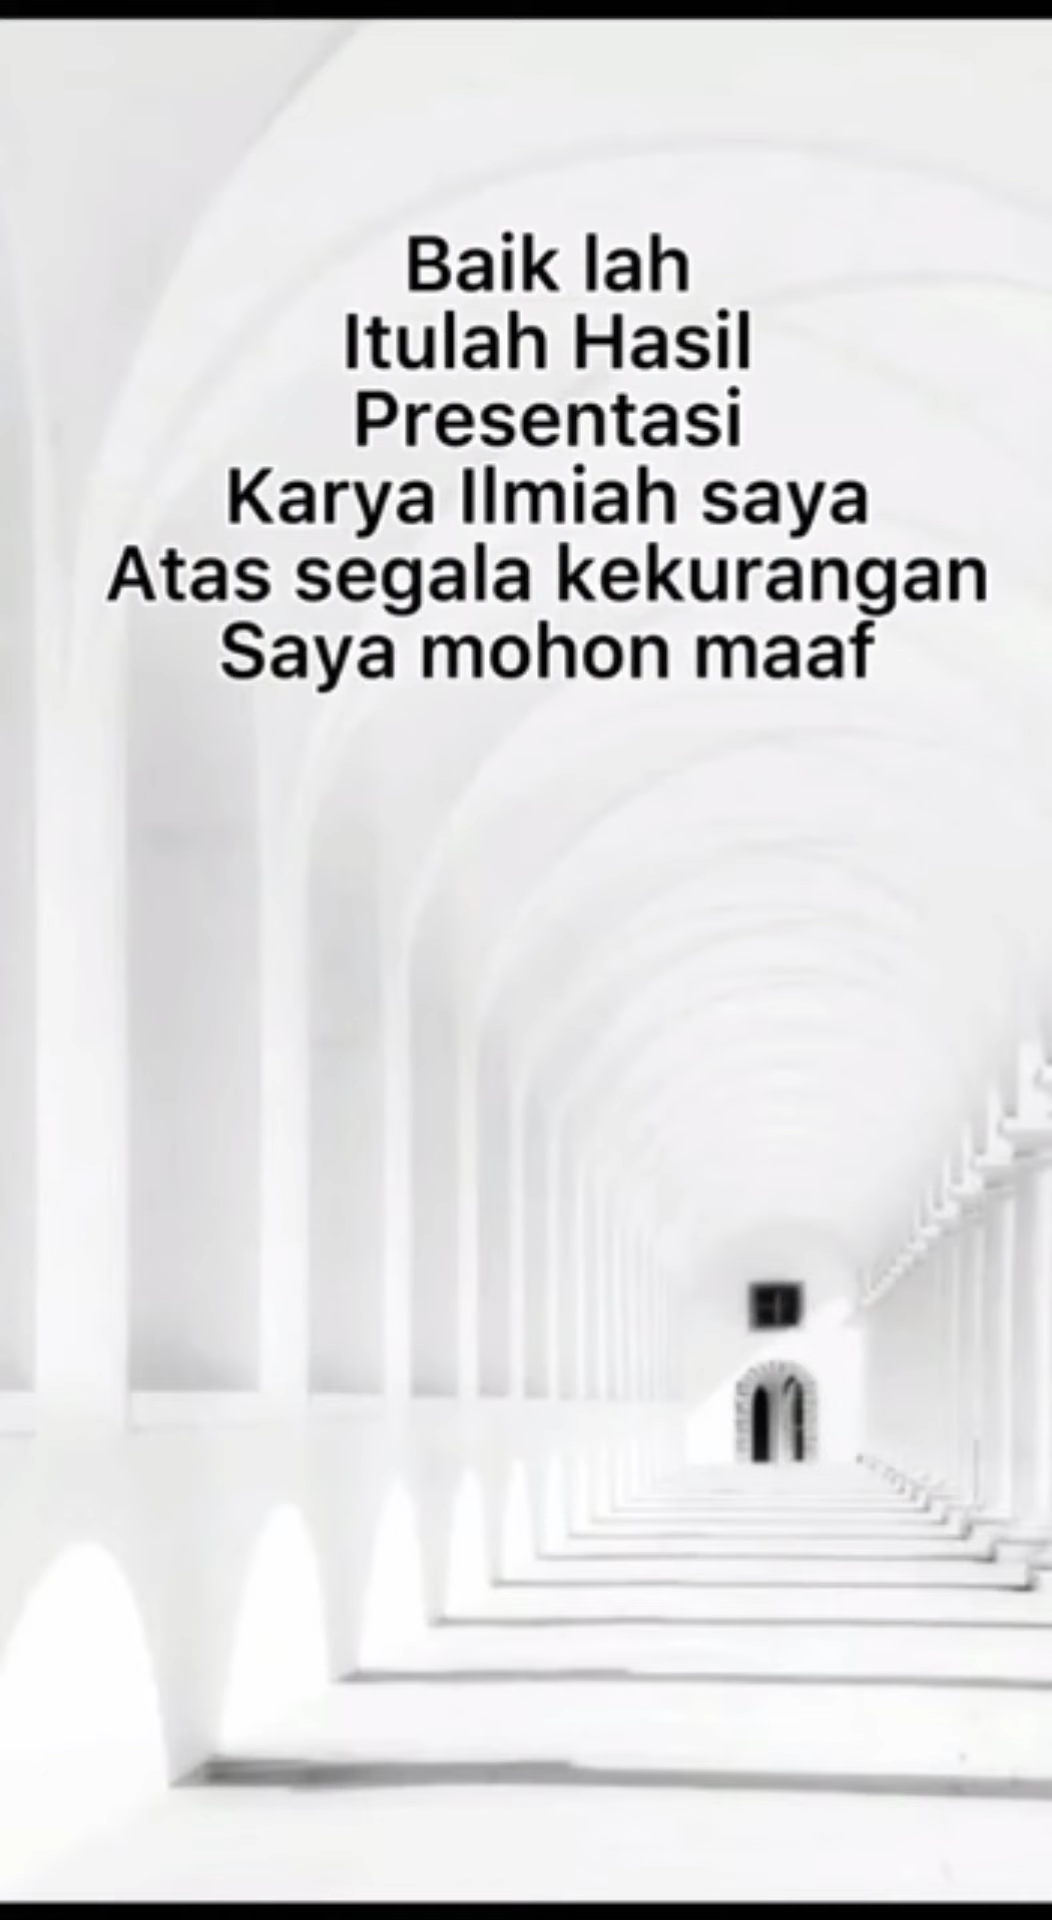 Baik lah
Itulah Hasil
Presentasi
Karya Ilmiah saya
Atas segala kekurangan
Saya mohon maaf